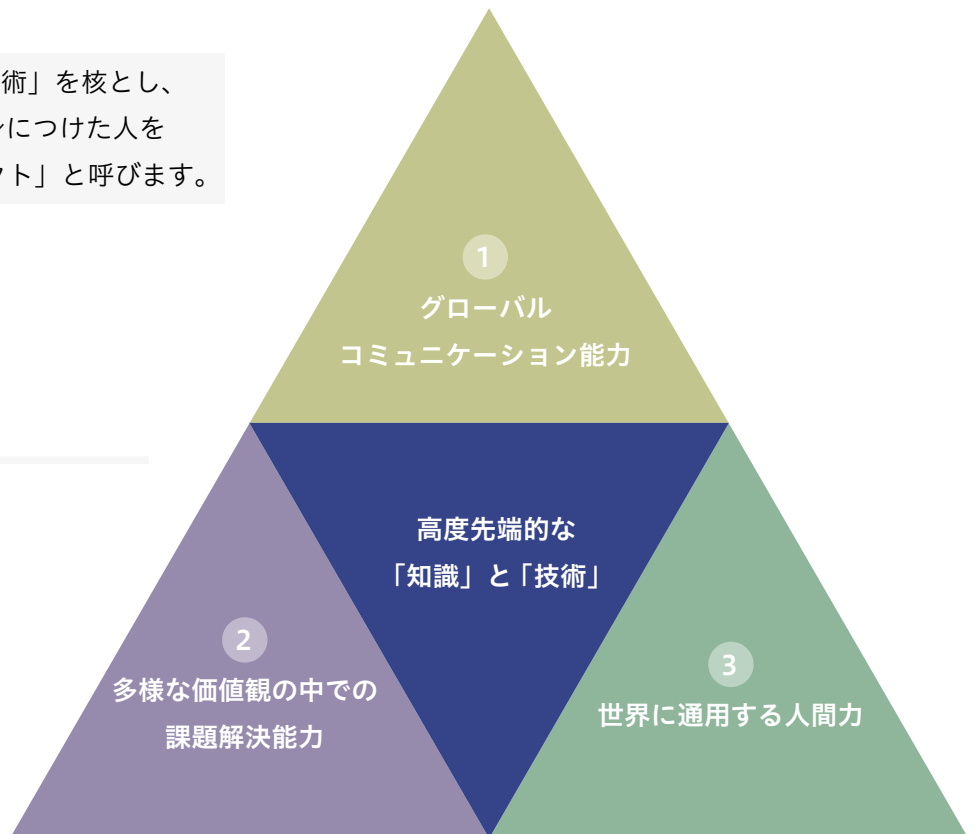 術」を核とし、
につけた人を
ト」と呼びます。
1
グローバル
コミュニケーション能力
高度先端的な
「知識」と「技術」
2
多様な価値観の中での
課題解決能力
3
世界に通用する人間力